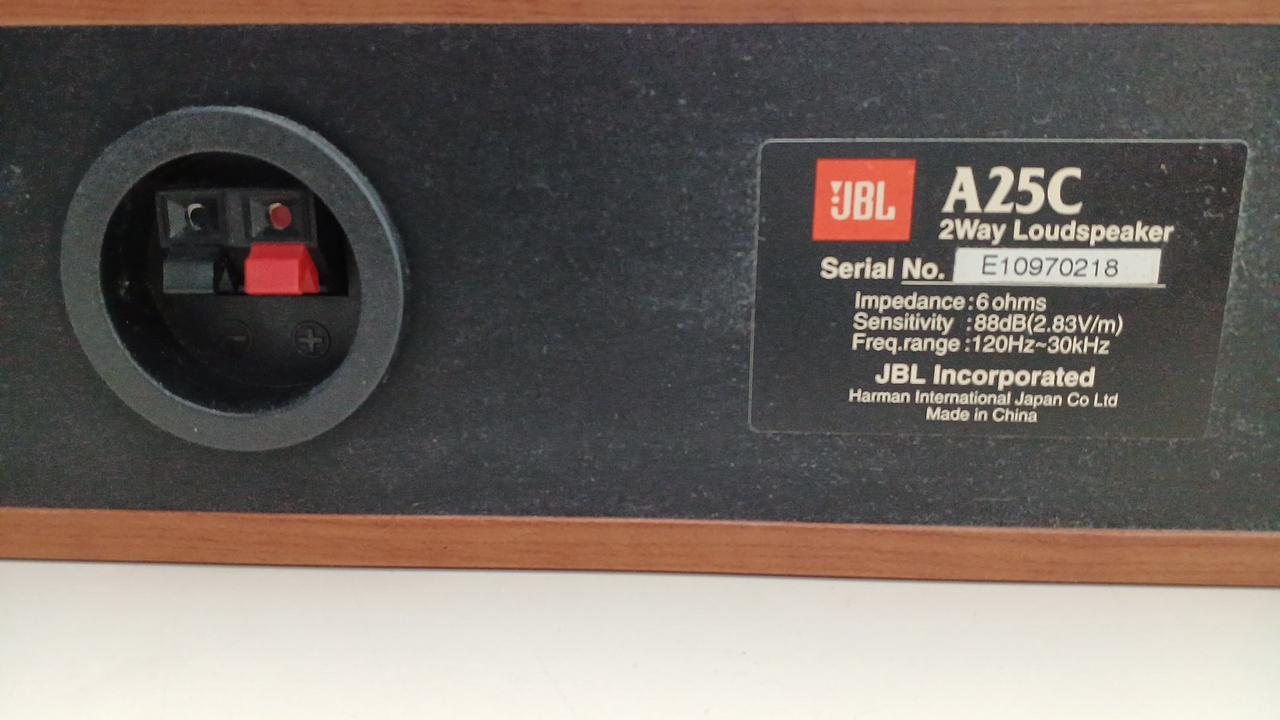 JBL
A25C
2Way Loudspeaker
Serial No. E10970218
Impedance:6 ohms
Sensitivity :88dB(2.83V/m)
Freq.range:120Hz~30kHz
JBL Incorporated
Harman International Japan Co Ltd
Made in China
- +